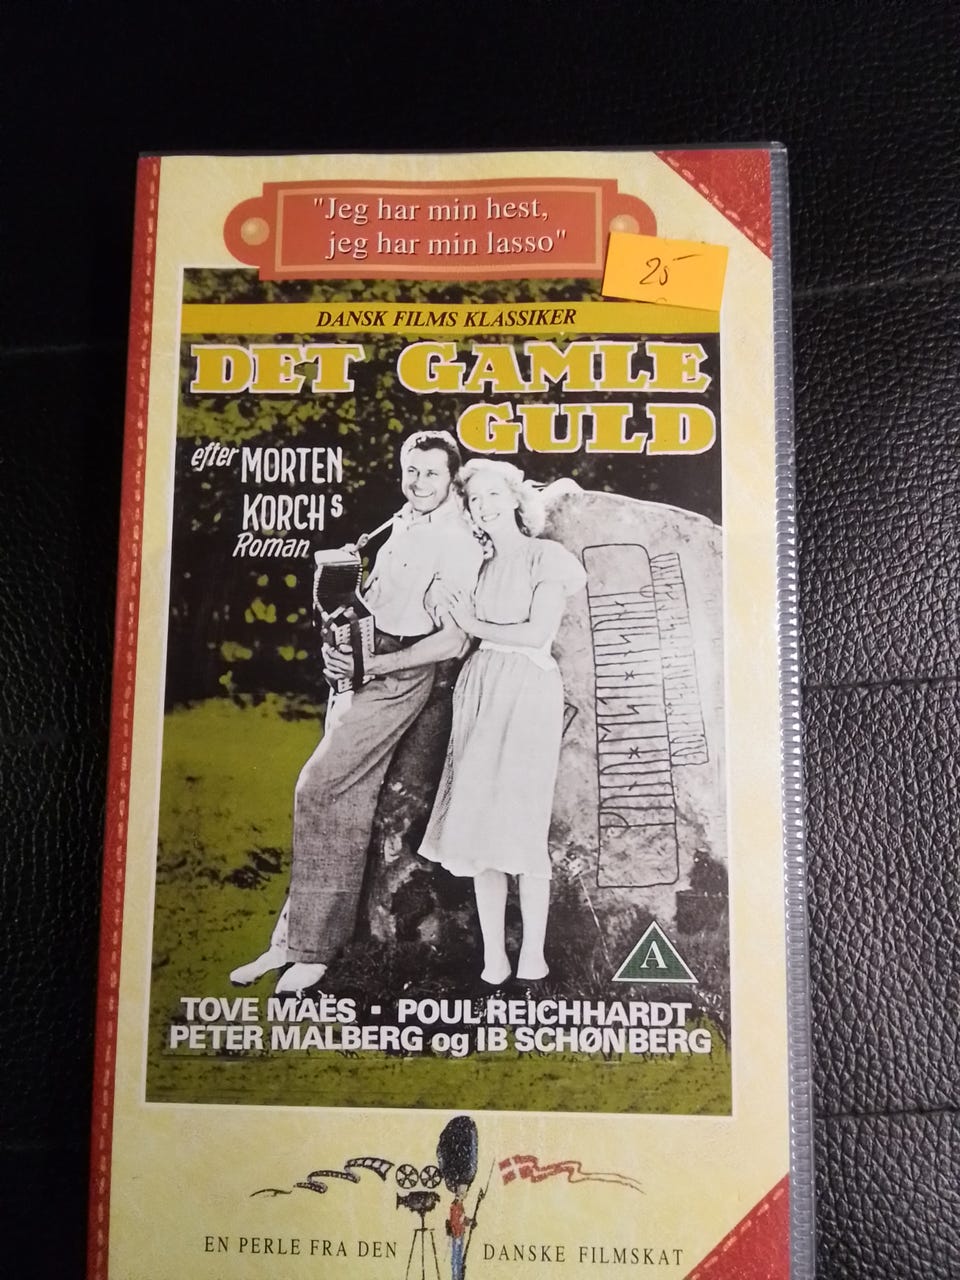 "Jeg har min hest,
jeg har min lasso"
25-
DANSK FILMS KLASSIKER
DET GAMLE
GULD
efter MORTEN
KORCHs
Roman
A
TOVE MAËS · POUL REICHHARDT
PETER MALBERG og IB SCHØNBERG
EN PERLE FRA DEN DANSKE FILMSKAT